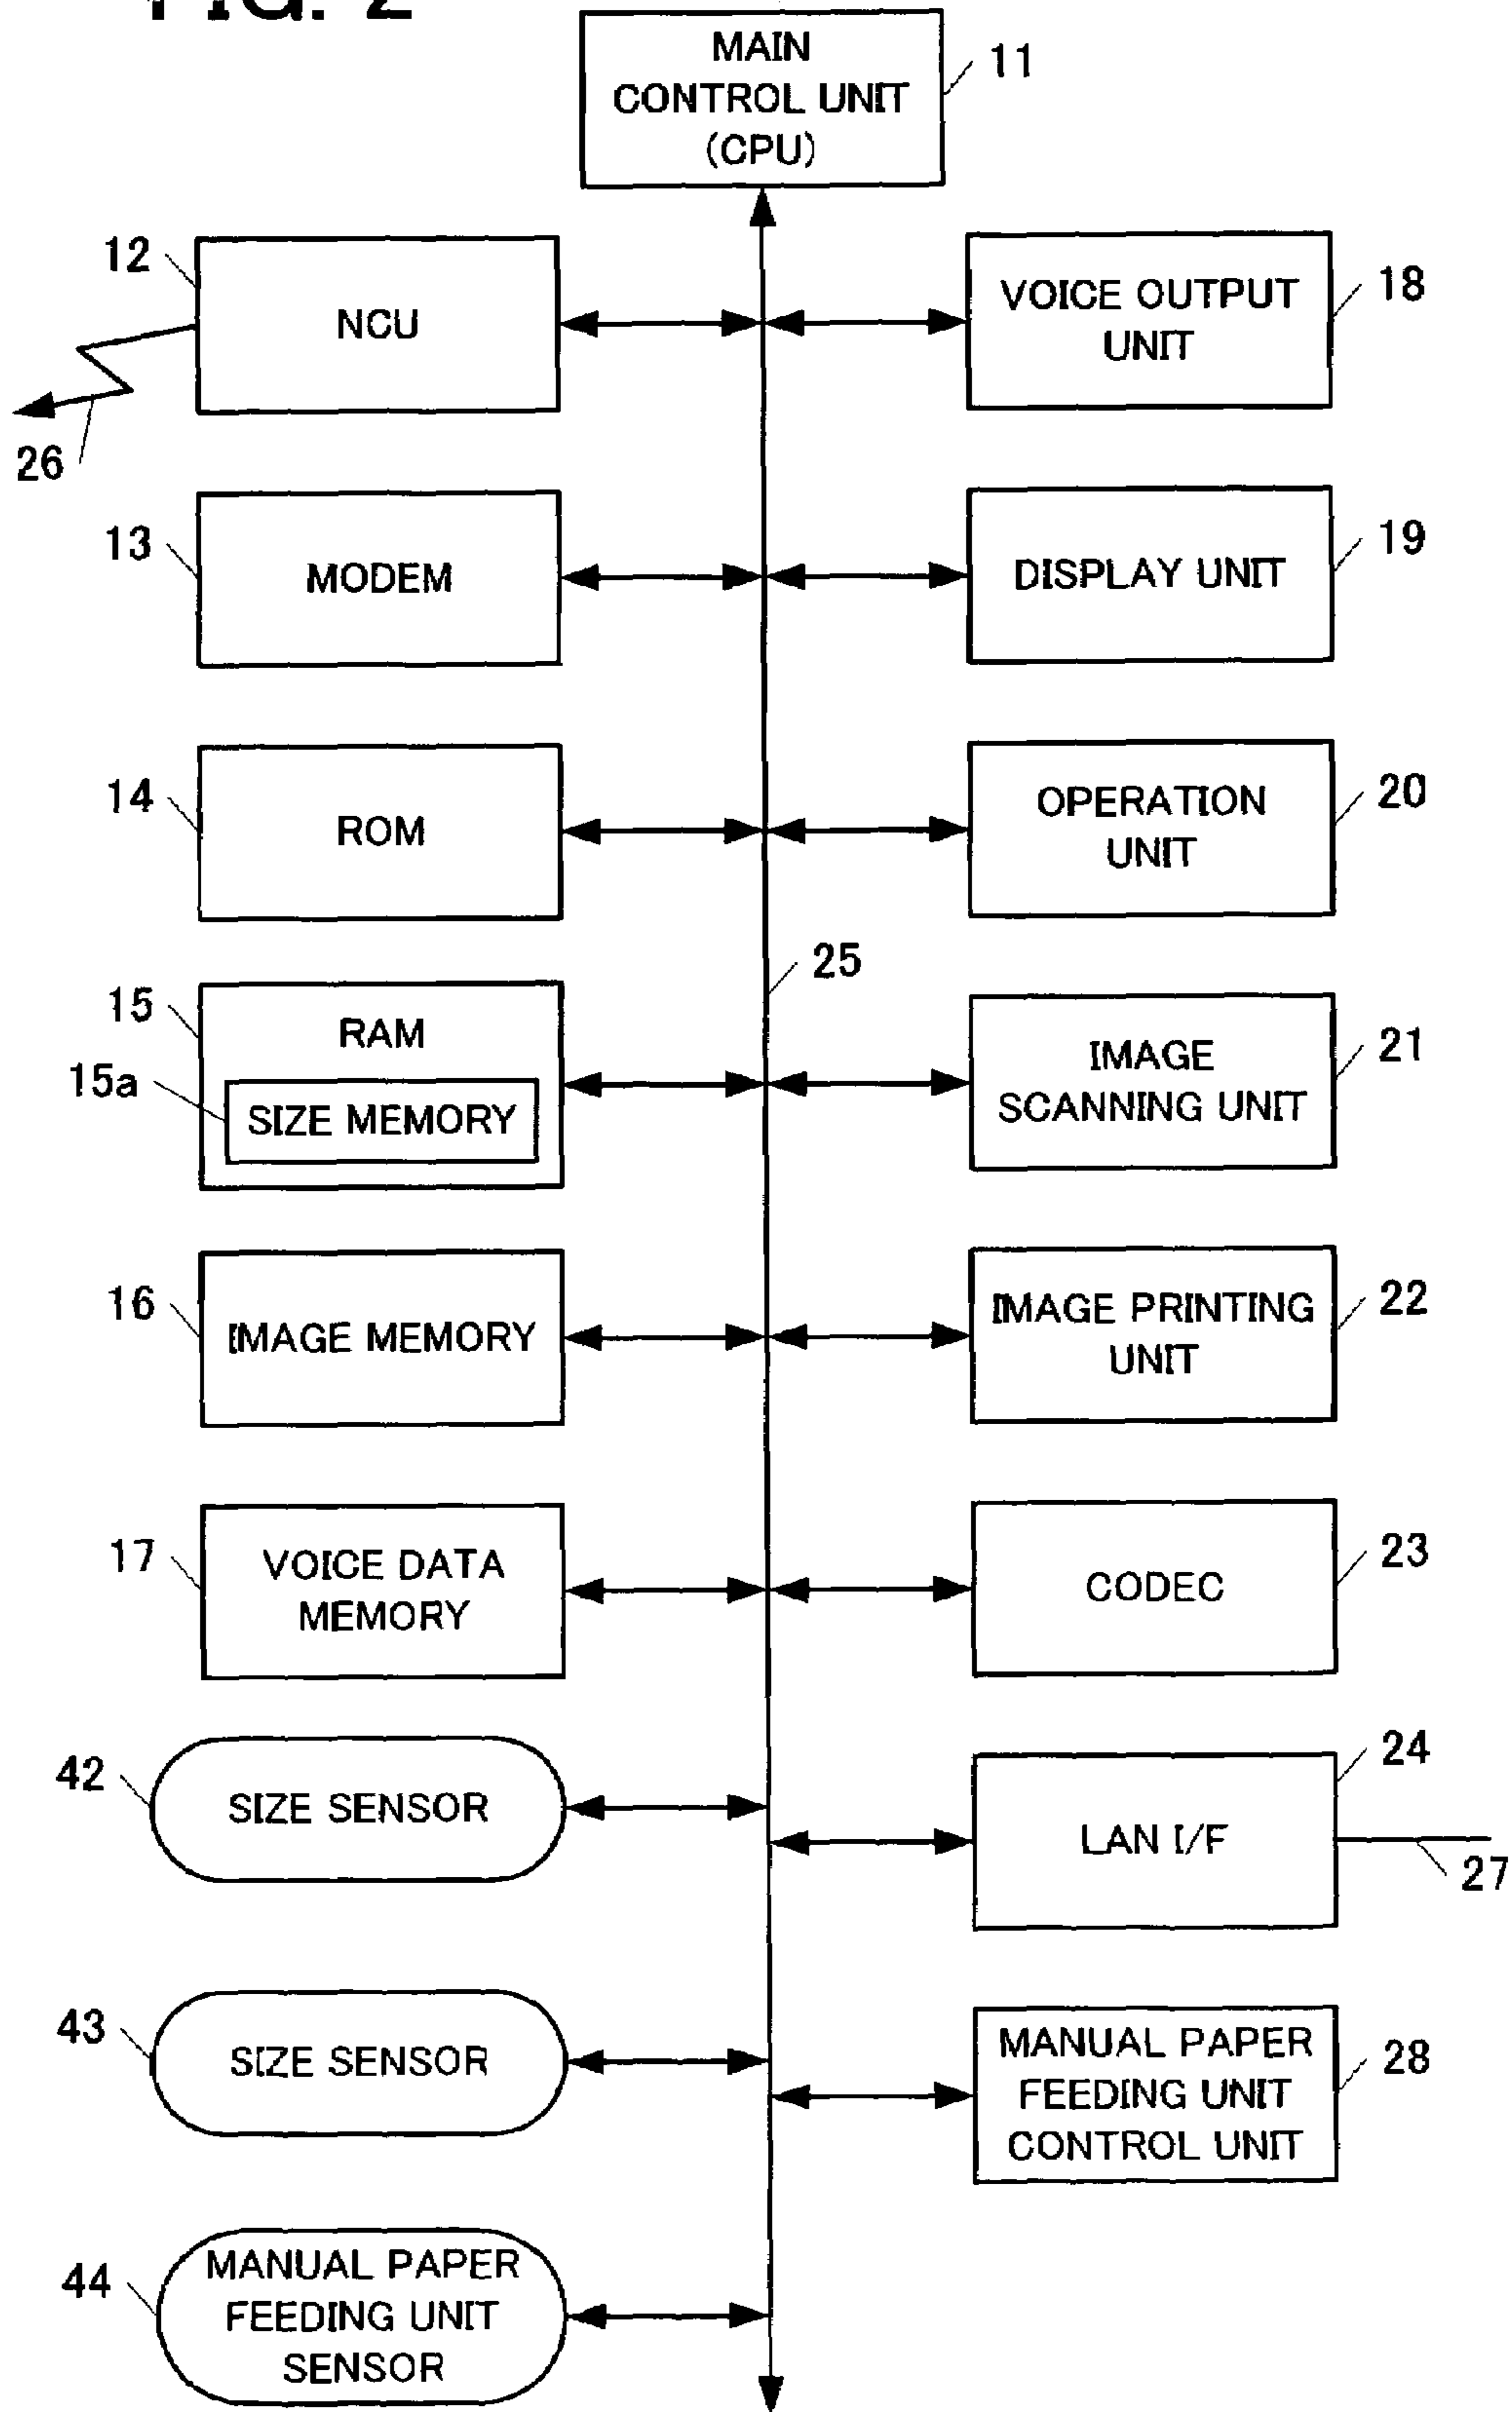 FIG. 2
MAIN
CONTROL UNIT
(CPU)
11
12
NCU
26
VOICE OUTPUT
UNIT
18
13
MODEM
DISPLAY UNIT
19
14
ROM
OPERATION
UNIT
20
25
15
RAM
15a
SIZE MEMORY
IMAGE
SCANNING UNIT
21
16
IMAGE MEMORY
IMAGE PRINTING
UNIT
22
17
VOICE DATA
MEMORY
CODEC
23
42
SIZE SENSOR
LAN I/F
24
27
43
SIZE SENSOR
MANUAL PAPER
FEEDING UNIT
CONTROL UNIT
28
44
MANUAL PAPER
FEEDING UNIT
SENSOR